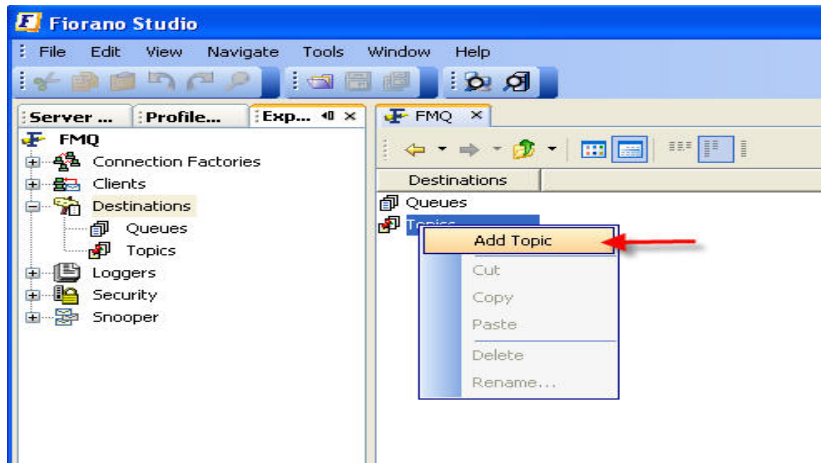 Fiorano Studio
File Edit View Navigate Tools Window Help
Server ... Profile... Exp...
FMQ
FMQ
Connection Factories
Clients
Destinations
Queues
Topics
Loggers
Security
Snooper
Destinations
Queues
Topics
Add Topic
Cut
Copy
Paste
Delete
Rename...